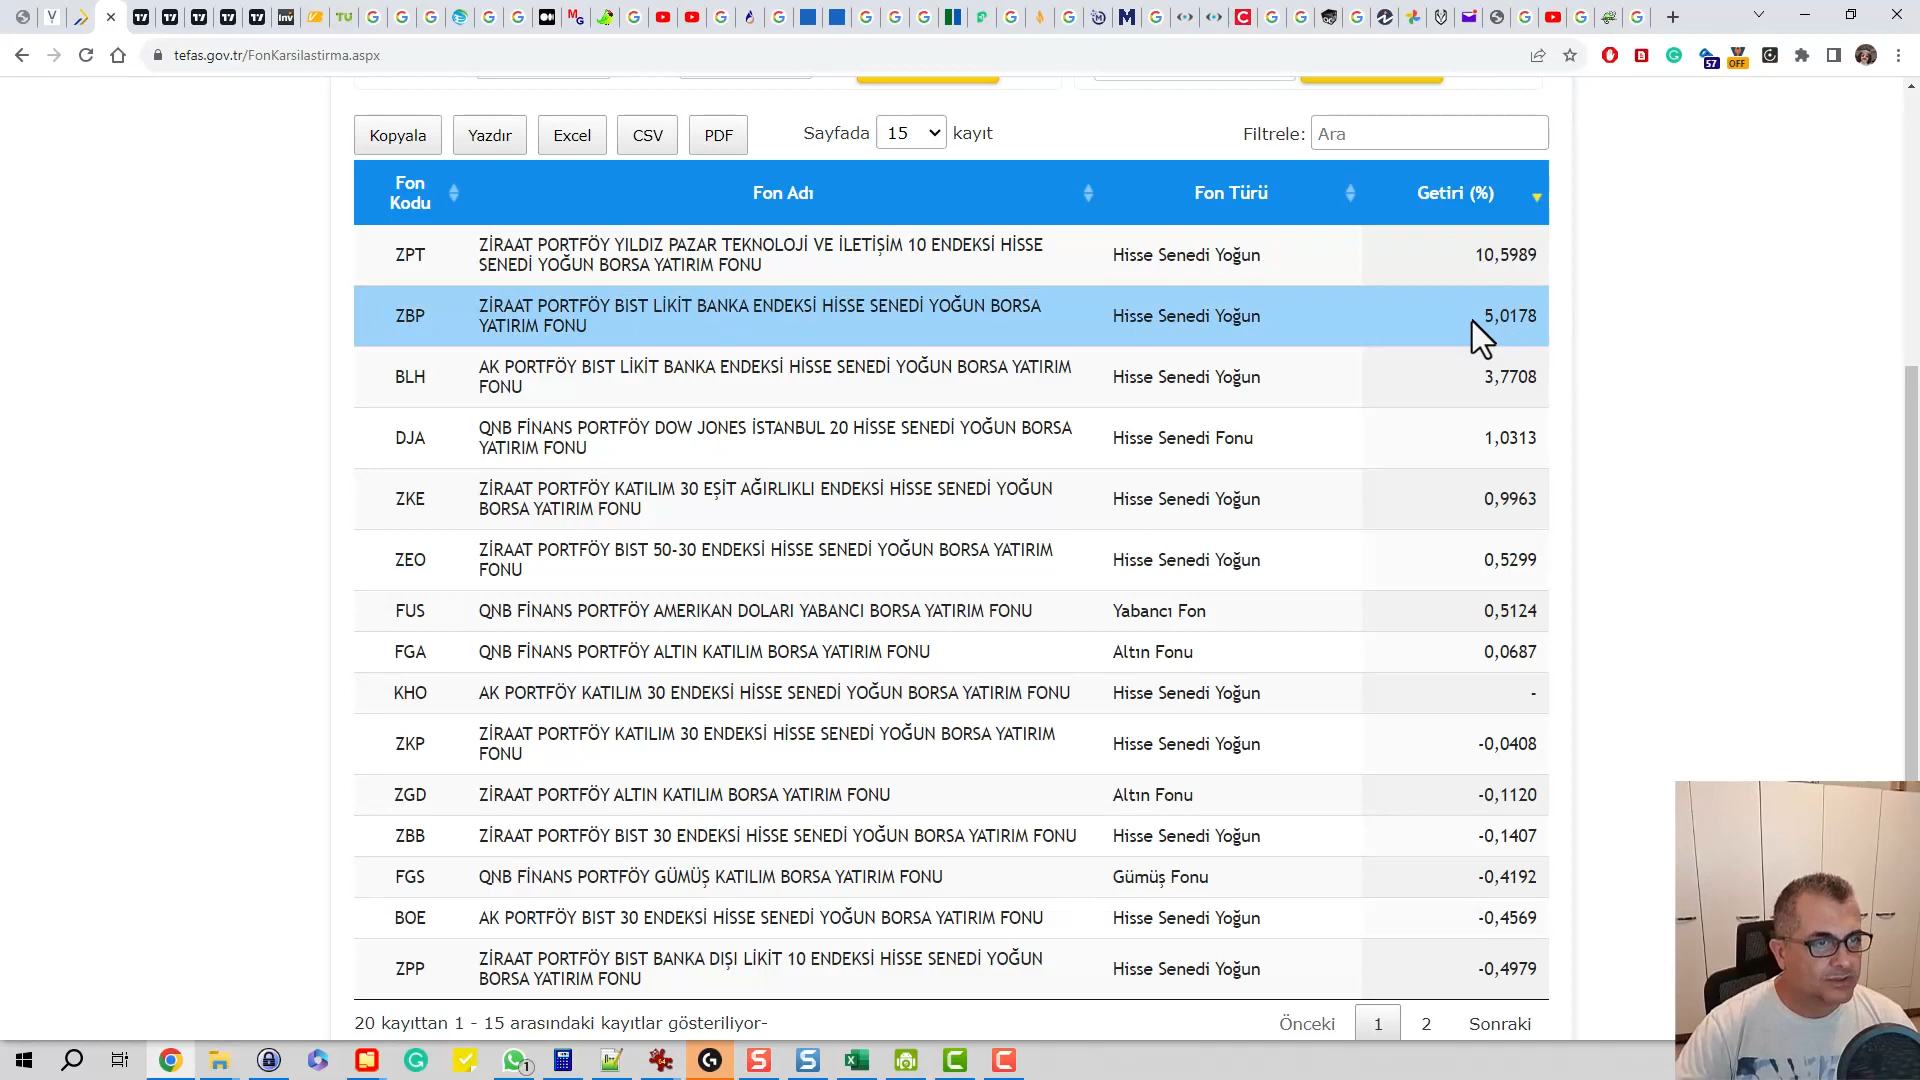 tefas.gov.tr/FonKarsilastirma.aspx
57
OFF
Kopyala
Yazdır
Excel
CSV
PDF
Sayfada 15 kayıt
Filtrele: Ara
Fon Kodu
Fon Adı
Fon Türü
Getiri (%)
ZPT
ZİRAAT PORTFÖY YILDIZ PAZAR TEKNOLOJİ VE İLETİŞİM 10 ENDEKSİ HİSSE
SENEDİ YOĞUN BORSA YATIRIM FONU
Hisse Senedi Yoğun
10,5989
ZBP
ZİRAAT PORTFÖY BIST LİKİT BANKA ENDEKSİ HİSSE SENEDİ YOĞUN BORSA
YATIRIM FONU
Hisse Senedi Yoğun
5,0178
BLH
AK PORTFÖY BIST LİKİT BANKA ENDEKSİ HİSSE SENEDİ YOĞUN BORSA YATIRIM
FONU
Hisse Senedi Yoğun
3,7708
DJA
QNB FİNANS PORTFÖY DOW JONES İSTANBUL 20 HİSSE SENEDİ YOĞUN BORSA
YATIRIM FONU
Hisse Senedi Fonu
1,0313
ZKE
ZİRAAT PORTFÖY KATILIM 30 EŞİT AĞIRLIKLI ENDEKSİ HİSSE SENEDİ YOĞUN
BORSA YATIRIM FONU
Hisse Senedi Yoğun
0,9963
ZEO
ZİRAAT PORTFÖY BIST 50-30 ENDEKSİ HİSSE SENEDİ YOĞUN BORSA YATIRIM
FONU
Hisse Senedi Yoğun
0,5299
FUS
QNB FİNANS PORTFÖY AMERIKAN DOLARI YABANCI BORSA YATIRIM FONU
Yabancı Fon
0,5124
FGA
QNB FİNANS PORTFÖY ALTIN KATILIM BORSA YATIRIM FONU
Altın Fonu
0,0687
KHO
AK PORTFÖY KATILIM 30 ENDEKSİ HİSSE SENEDİ YOĞUN BORSA YATIRIM FONU
Hisse Senedi Yoğun
-
ZKP
ZİRAAT PORTFÖY KATILIM 30 ENDEKSİ HİSSE SENEDİ YOĞUN BORSA YATIRIM
FONU
Hisse Senedi Yoğun
-0,0408
ZGD
ZİRAAT PORTFÖY ALTIN KATILIM BORSA YATIRIM FONU
Altın Fonu
-0,1120
ZBB
ZİRAAT PORTFÖY BIST 30 ENDEKSİ HİSSE SENEDİ YOĞUN BORSA YATIRIM FONU
Hisse Senedi Yoğun
-0,1407
FGS
QNB FİNANS PORTFÖY GÜMÜŞ KATILIM BORSA YATIRIM FONU
Gümüş Fonu
-0,4192
BOE
AK PORTFÖY BIST 30 ENDEKSİ HİSSE SENEDİ YOĞUN BORSA YATIRIM FONU
Hisse Senedi Yoğun
-0,4569
ZPP
ZİRAAT PORTFÖY BIST BANKA DIŞI LİKİT 10 ENDEKSİ HİSSE SENEDİ YOĞUN
BORSA YATIRIM FONU
Hisse Senedi Yoğun
-0,4979
20 kayıttan 1 - 15 arasındaki kayıtlar gösteriliyor-
Önceki 1 2 Sonraki